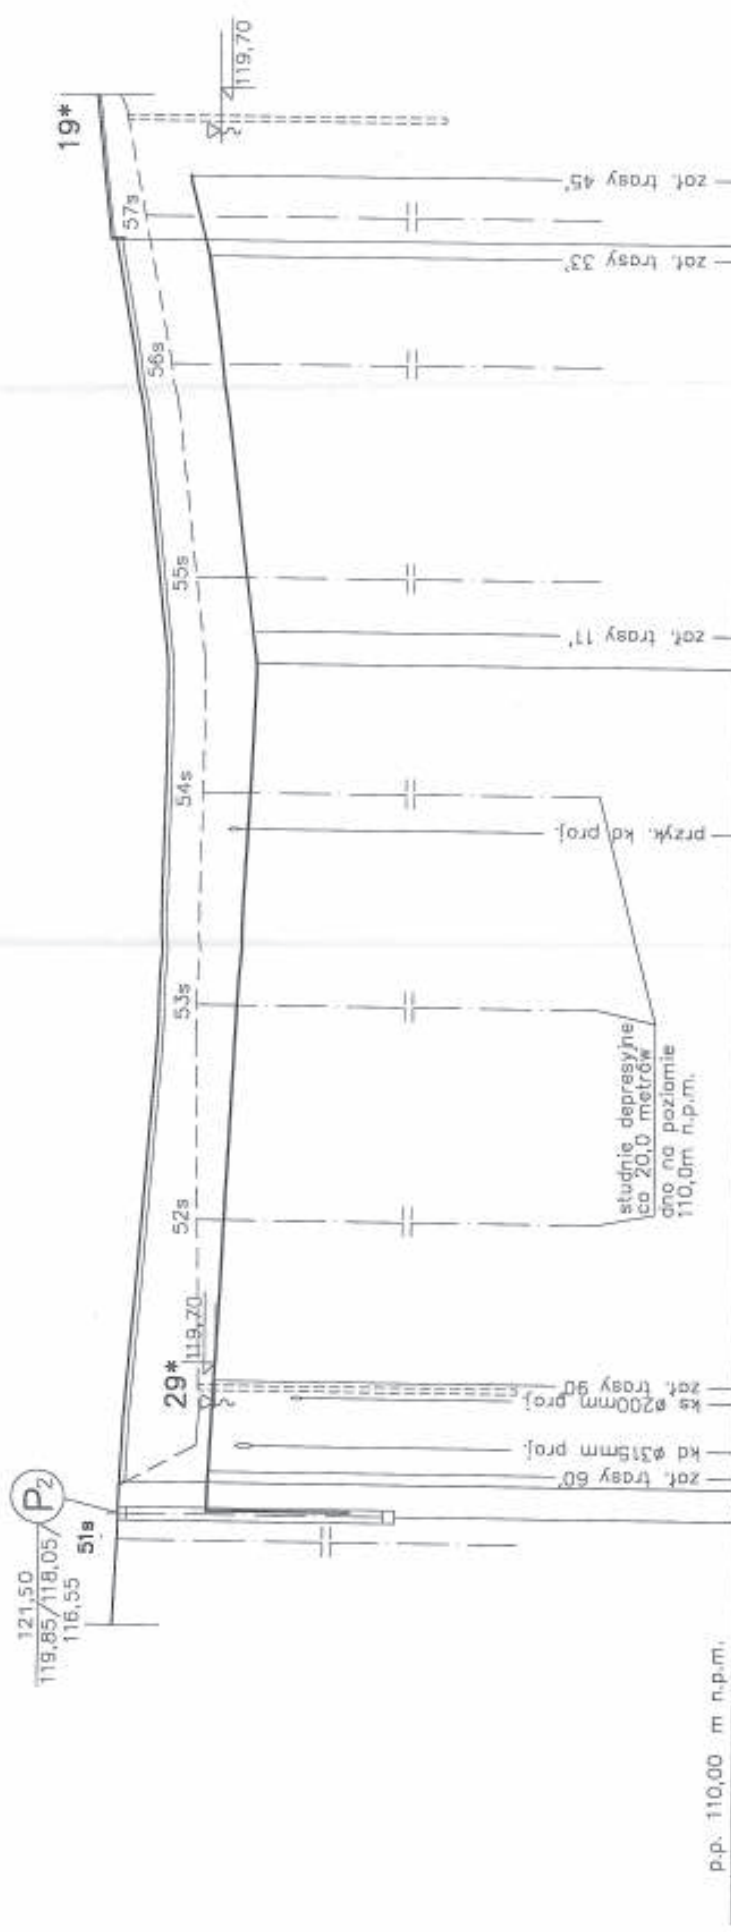 121,50
119,85/118,05/
116,55
P2
51s
29*
119,70
52s
53s
54s
55s
56s
57s
19*
119,70
zał. trasy 60'
kd ø315mm proj.
ks ø200mm proj.
zał. trasy 90
studnie depresyjne
co 20,0 metrów
dno na poziomie
110,0m n.p.m.
przyk. kd proj.
zał. trasy 11'
zał. trasy 33'
zał. trasy 45'
p.p. 110,00 m n.p.m.